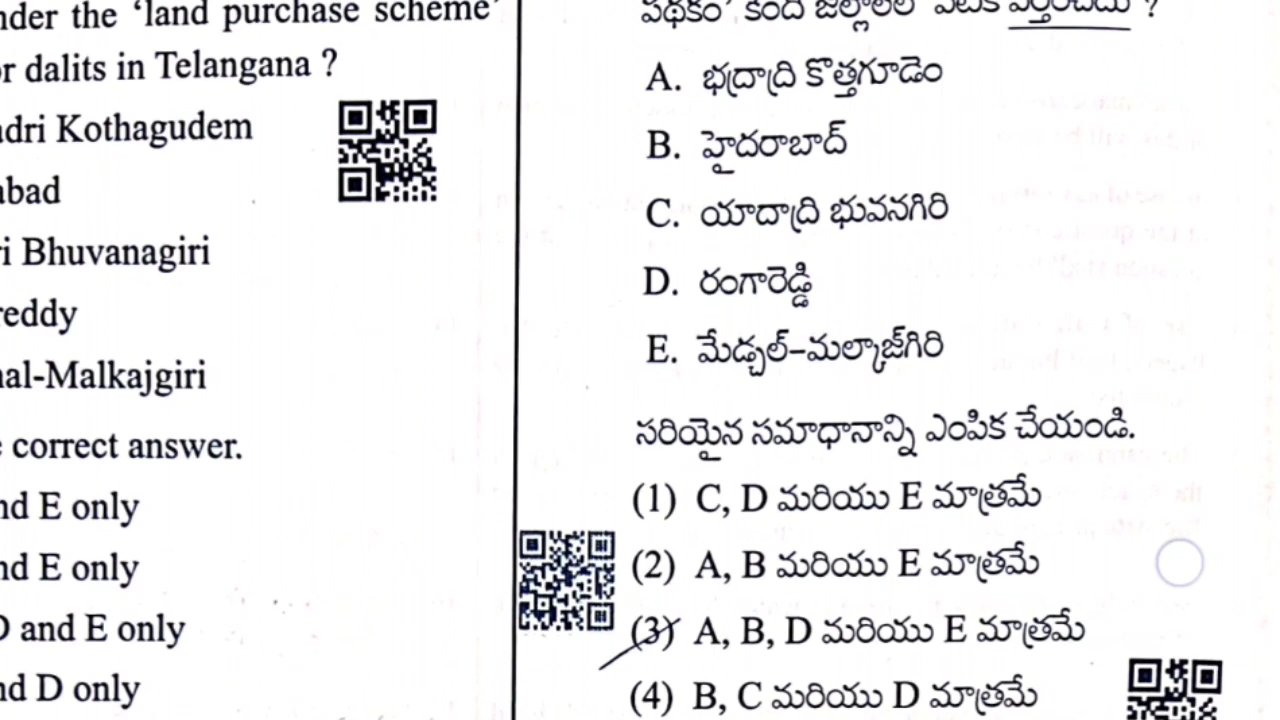 nder the ‘land purchase scheme’
or dalits in Telangana ?
adri Kothagudem
abad
ri Bhuvanagiri
reddy
nal-Malkajgiri
e correct answer.
nd E only
nd E only
D and E only
nd D only
పథకం’ కింది జిల్లాలలో వేటికి వర్తించదు ?
A. భద్రాద్రి కొత్తగూడెం
B. హైదరాబాద్
C. యాదాద్రి భువనగిరి
D. రంగారెడ్డి
E. మేడ్చల్-మల్కాజ్‌గిరి
సరియైన సమాధానాన్ని ఎంపిక చేయండి.
(1) C, D మరియు E మాత్రమే
(2) A, B మరియు E మాత్రమే
(3) A, B, D మరియు E మాత్రమే
(4) B, C మరియు D మాత్రమే